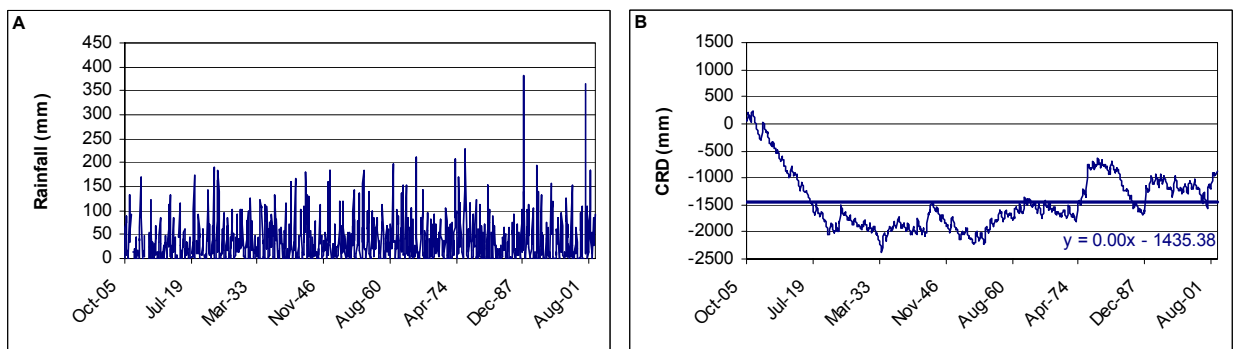 A
Rainfall (mm)
450
400
350
300
250
200
150
100
50
0
Oct-05
Jul-19
Mar-33
Nov-46
Aug-60
Apr-74
Dec-87
Aug-01
B
CRD (mm)
1500
1000
500
0
-500
-1000
-1500
-2000
-2500
y = 0.00x - 1435.38
Oct-05
Jul-19
Mar-33
Nov-46
Aug-60
Apr-74
Dec-87
Aug-01